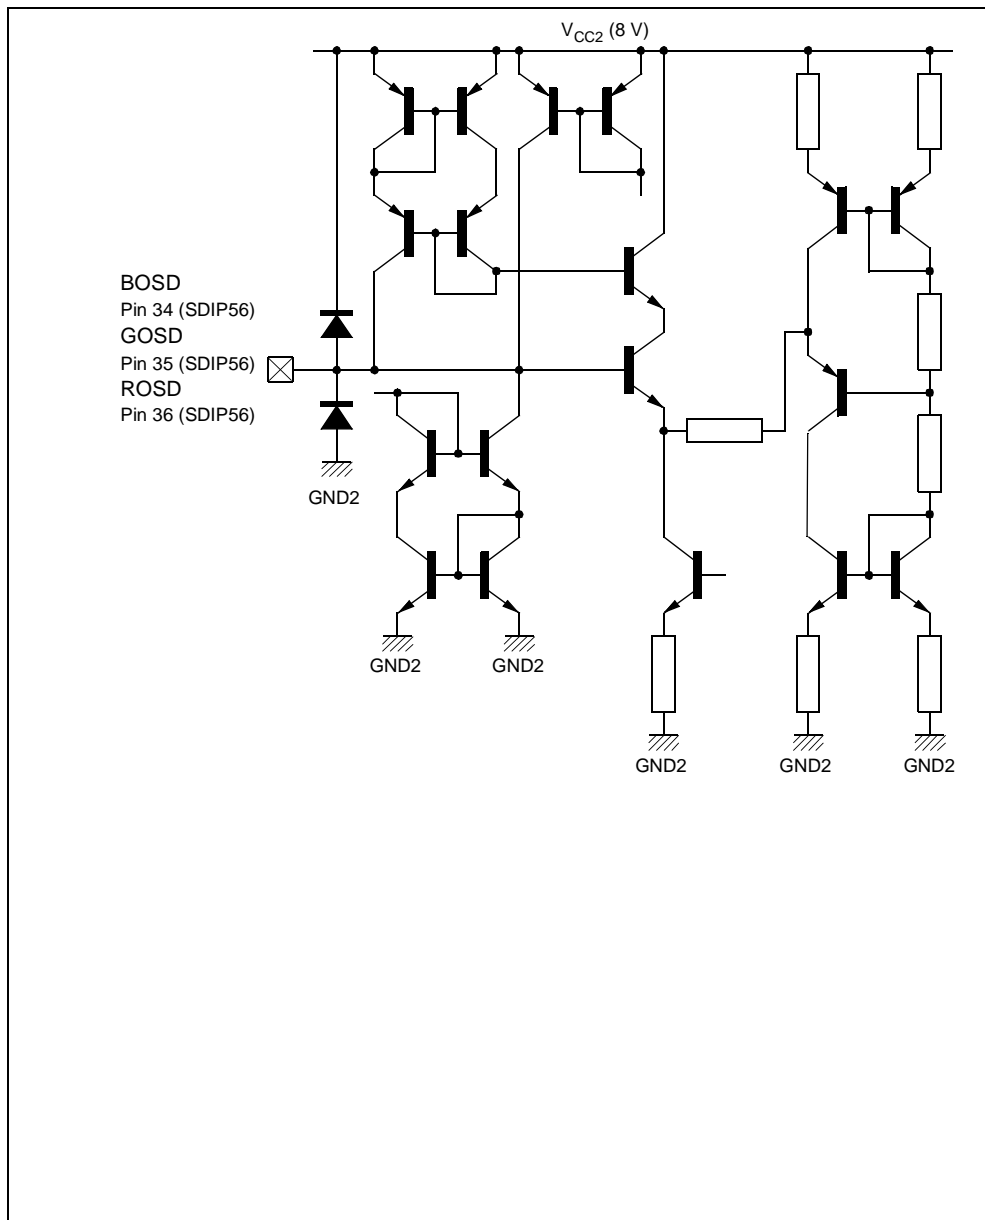 V_CC2 (8 V)
BOSD
Pin 34 (SDIP56)
GOSD
Pin 35 (SDIP56)
ROSD
Pin 36 (SDIP56)
GND2
GND2
GND2
GND2
GND2
GND2